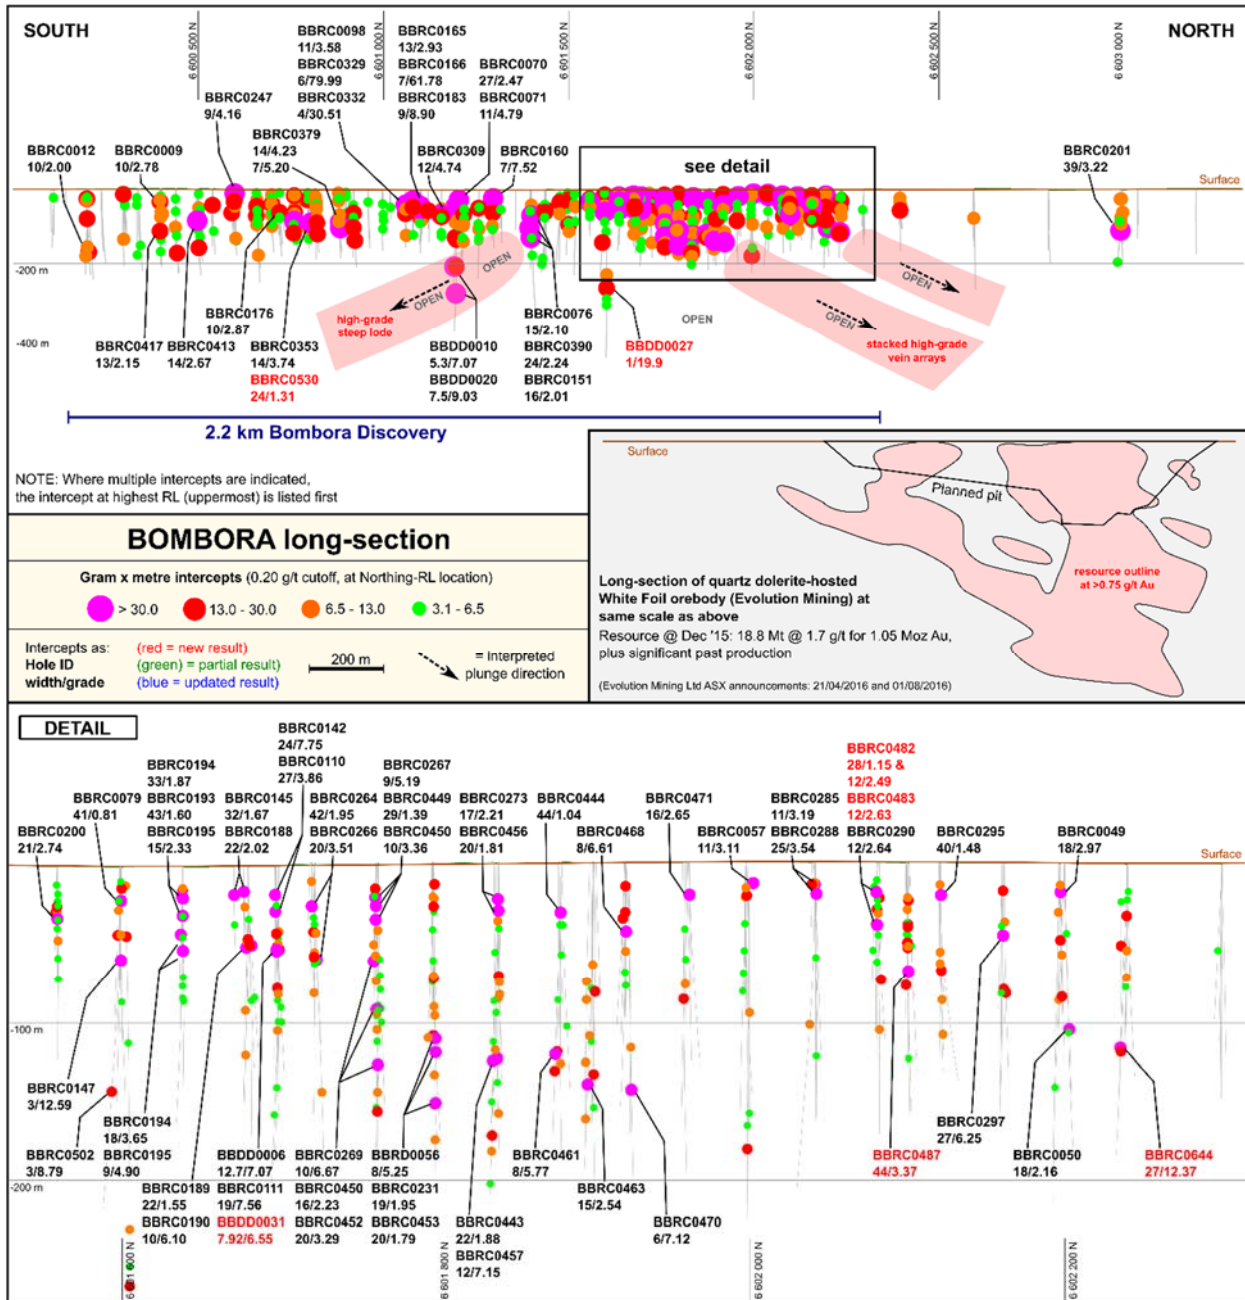 SOUTH
NORTH
6 600 500 N
6 601 000 N
6 601 500 N
6 602 000 N
6 602 500 N
6 603 000 N
BBRC0098
11/3.58
BBRC0329
6/79.99
BBRC0332
4/30.51
BBRC0165
13/2.93
BBRC0166
7/61.78
BBRC0183
9/8.90
BBRC0070
27/2.47
BBRC0071
11/4.79
BBRC0247
9/4.16
BBRC0379
14/4.23
7/5.20
BBRC0309
12/4.74
BBRC0160
7/7.52
BBRC0012
10/2.00
BBRC0009
10/2.78
see detail
BBRC0201
39/3.22
Surface
-200 m
-400 m
OPEN
OPEN
high-grade
steep lode
OPEN
OPEN
OPEN
stacked high-grade
vein arrays
BBRC0417
13/2.15
BBRC0413
14/2.67
BBRC0176
10/2.87
BBRC0353
14/3.74
BBRC0530
24/1.31
BBDD0010
5.3/7.07
BBDD0020
7.5/9.03
BBRC0076
15/2.10
BBRC0390
24/2.24
BBRC0151
16/2.01
BBDD0027
1/19.9
2.2 km Bombora Discovery
NOTE: Where multiple intercepts are indicated,
the intercept at highest RL (uppermost) is listed first
BOMBORA long-section
Gram x metre intercepts (0.20 g/t cutoff, at Northing-RL location)
> 30.0
13.0 - 30.0
6.5 - 13.0
3.1 - 6.5
Intercepts as:
Hole ID
width/grade
(red = new result)
(green) = partial result)
(blue = updated result)
200 m
= Interpreted
plunge direction
Surface
Planned pit
resource outline
at >0.75 g/t Au
Long-section of quartz dolerite-hosted
White Foil orebody (Evolution Mining) at
same scale as above
Resource @ Dec '15: 18.8 Mt @ 1.7 g/t for 1.05 Moz Au,
plus significant past production
(Evolution Mining Ltd ASX announcements: 21/04/2016 and 01/08/2016)
DETAIL
BBRC0200
21/2.74
BBRC0079
41/0.81
BBRC0194
33/1.87
BBRC0193
43/1.60
BBRC0195
15/2.33
BBRC0145
32/1.67
BBRC0188
22/2.02
BBRC0142
24/7.75
BBRC0110
27/3.86
BBRC0264
42/1.95
BBRC0266
20/3.51
BBRC0267
9/5.19
BBRC0449
29/1.39
BBRC0450
10/3.36
BBRC0273
17/2.21
BBRC0456
20/1.81
BBRC0444
44/1.04
BBRC0468
8/6.61
BBRC0471
16/2.65
BBRC0057
11/3.11
BBRC0285
11/3.19
BBRC0288
25/3.54
BBRC0482
28/1.15 &
12/2.49
BBRC0483
12/2.63
BBRC0290
12/2.64
BBRC0295
40/1.48
BBRC0049
18/2.97
Surface
-100 m
-200 m
BBRC0147
3/12.59
BBRC0502
3/8.79
BBRC0194
18/3.65
BBRC0195
9/4.90
BBRC0189
22/1.55
BBRC0190
10/6.10
BBDD0006
12.7/7.07
BBRC0111
19/7.56
BBDD0031
7.92/6.55
BBRC0269
10/6.67
BBRC0450
16/2.23
BBRC0452
20/3.29
BBRD0056
8/5.25
BBRC0231
19/1.95
BBRC0453
20/1.79
BBRC0443
22/1.88
BBRC0457
12/7.15
BBRC0461
8/5.77
BBRC0463
15/2.54
BBRC0470
6/7.12
BBRC0487
44/3.37
BBRC0297
27/6.25
BBRC0050
18/2.16
BBRC0644
27/12.37
6 601 800 N
6 602 000 N
6 602 200 N